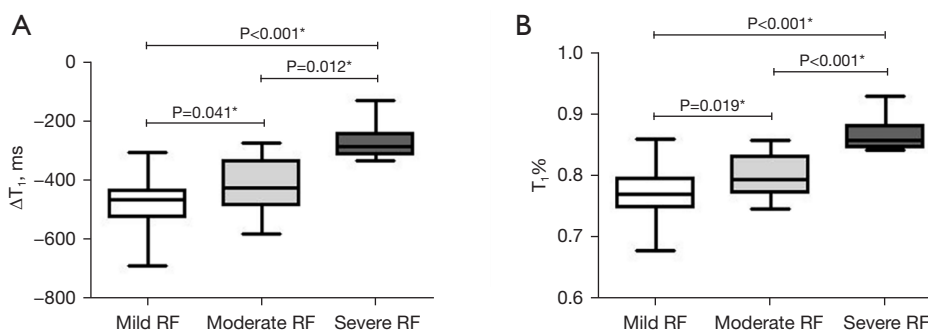 A
P<0.001*
P=0.012*
P=0.041*
ΔT1, ms
0
−200
−400
−600
−800
Mild RF
Moderate RF
Severe RF
B
P<0.001*
P<0.001*
P=0.019*
T1%
1.0
0.9
0.8
0.7
0.6
Mild RF
Moderate RF
Severe RF